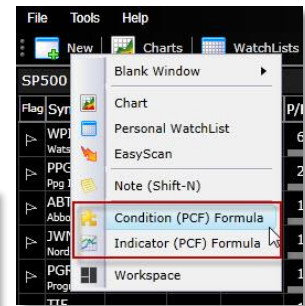 File Tools Help
New Charts WatchLists
SP500
Flag Sym P/
Blank Window
WPI 6
Wats
Chart
Personal WatchList
PPG 2
Ppg I
EasyScan
ABT 1
Abbo
Note (Shift-N)
JWN 1
Nord
Condition (PCF) Formula
Indicator (PCF) Formula
PGR 1
Progr
Workspace
TIF